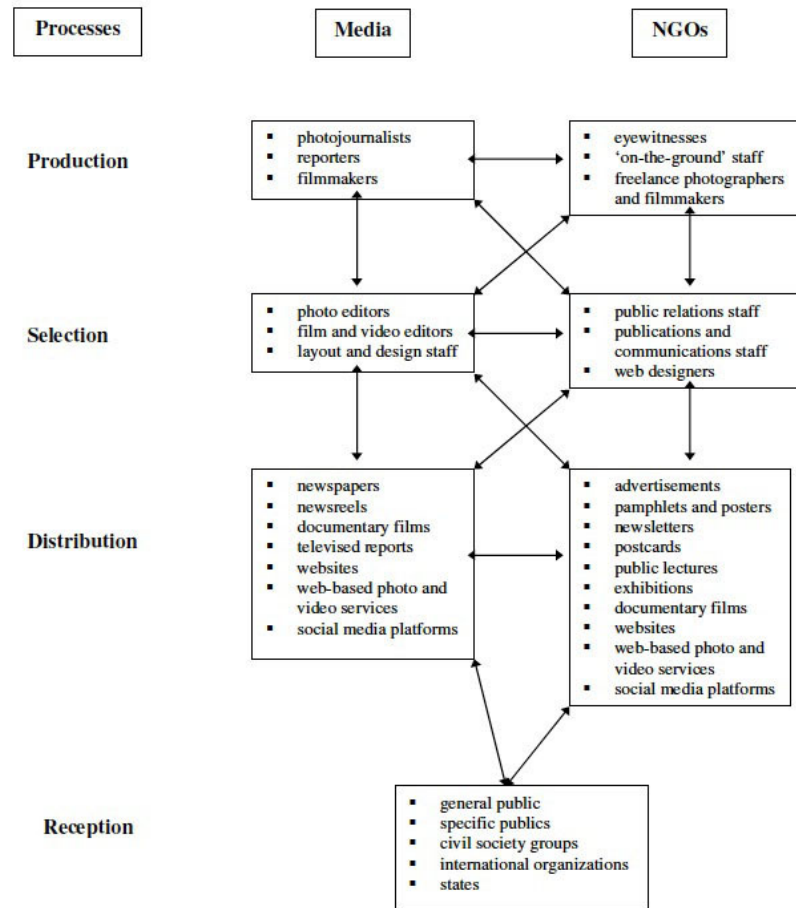 Processes
Media
NGOs
Production
▪ photojournalists
▪ reporters
▪ filmmakers
▪ eyewitnesses
▪ ‘on-the-ground’ staff
▪ freelance photographers
and filmmakers
Selection
▪ photo editors
▪ film and video editors
▪ layout and design staff
▪ public relations staff
▪ publications and
communications staff
▪ web designers
Distribution
▪ newspapers
▪ newsreels
▪ documentary films
▪ televised reports
▪ websites
▪ web-based photo and
video services
▪ social media platforms
▪ advertisements
▪ pamphlets and posters
▪ newsletters
▪ postcards
▪ public lectures
▪ exhibitions
▪ documentary films
▪ websites
▪ web-based photo and
video services
▪ social media platforms
Reception
▪ general public
▪ specific publics
▪ civil society groups
▪ international organizations
▪ states